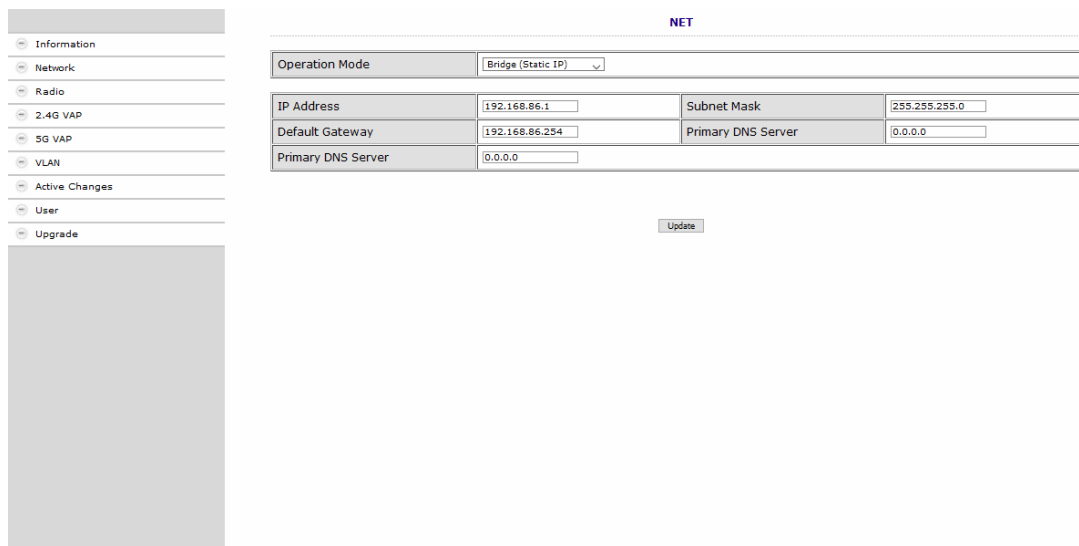 NET
Information
Network
Radio
2.4G VAP
5G VAP
VLAN
Active Changes
User
Upgrade
Operation Mode Bridge (Static IP)
IP Address 192.168.86.1 Subnet Mask 255.255.255.0
Default Gateway 192.168.86.254 Primary DNS Server 0.0.0.0
Primary DNS Server 0.0.0.0
Update